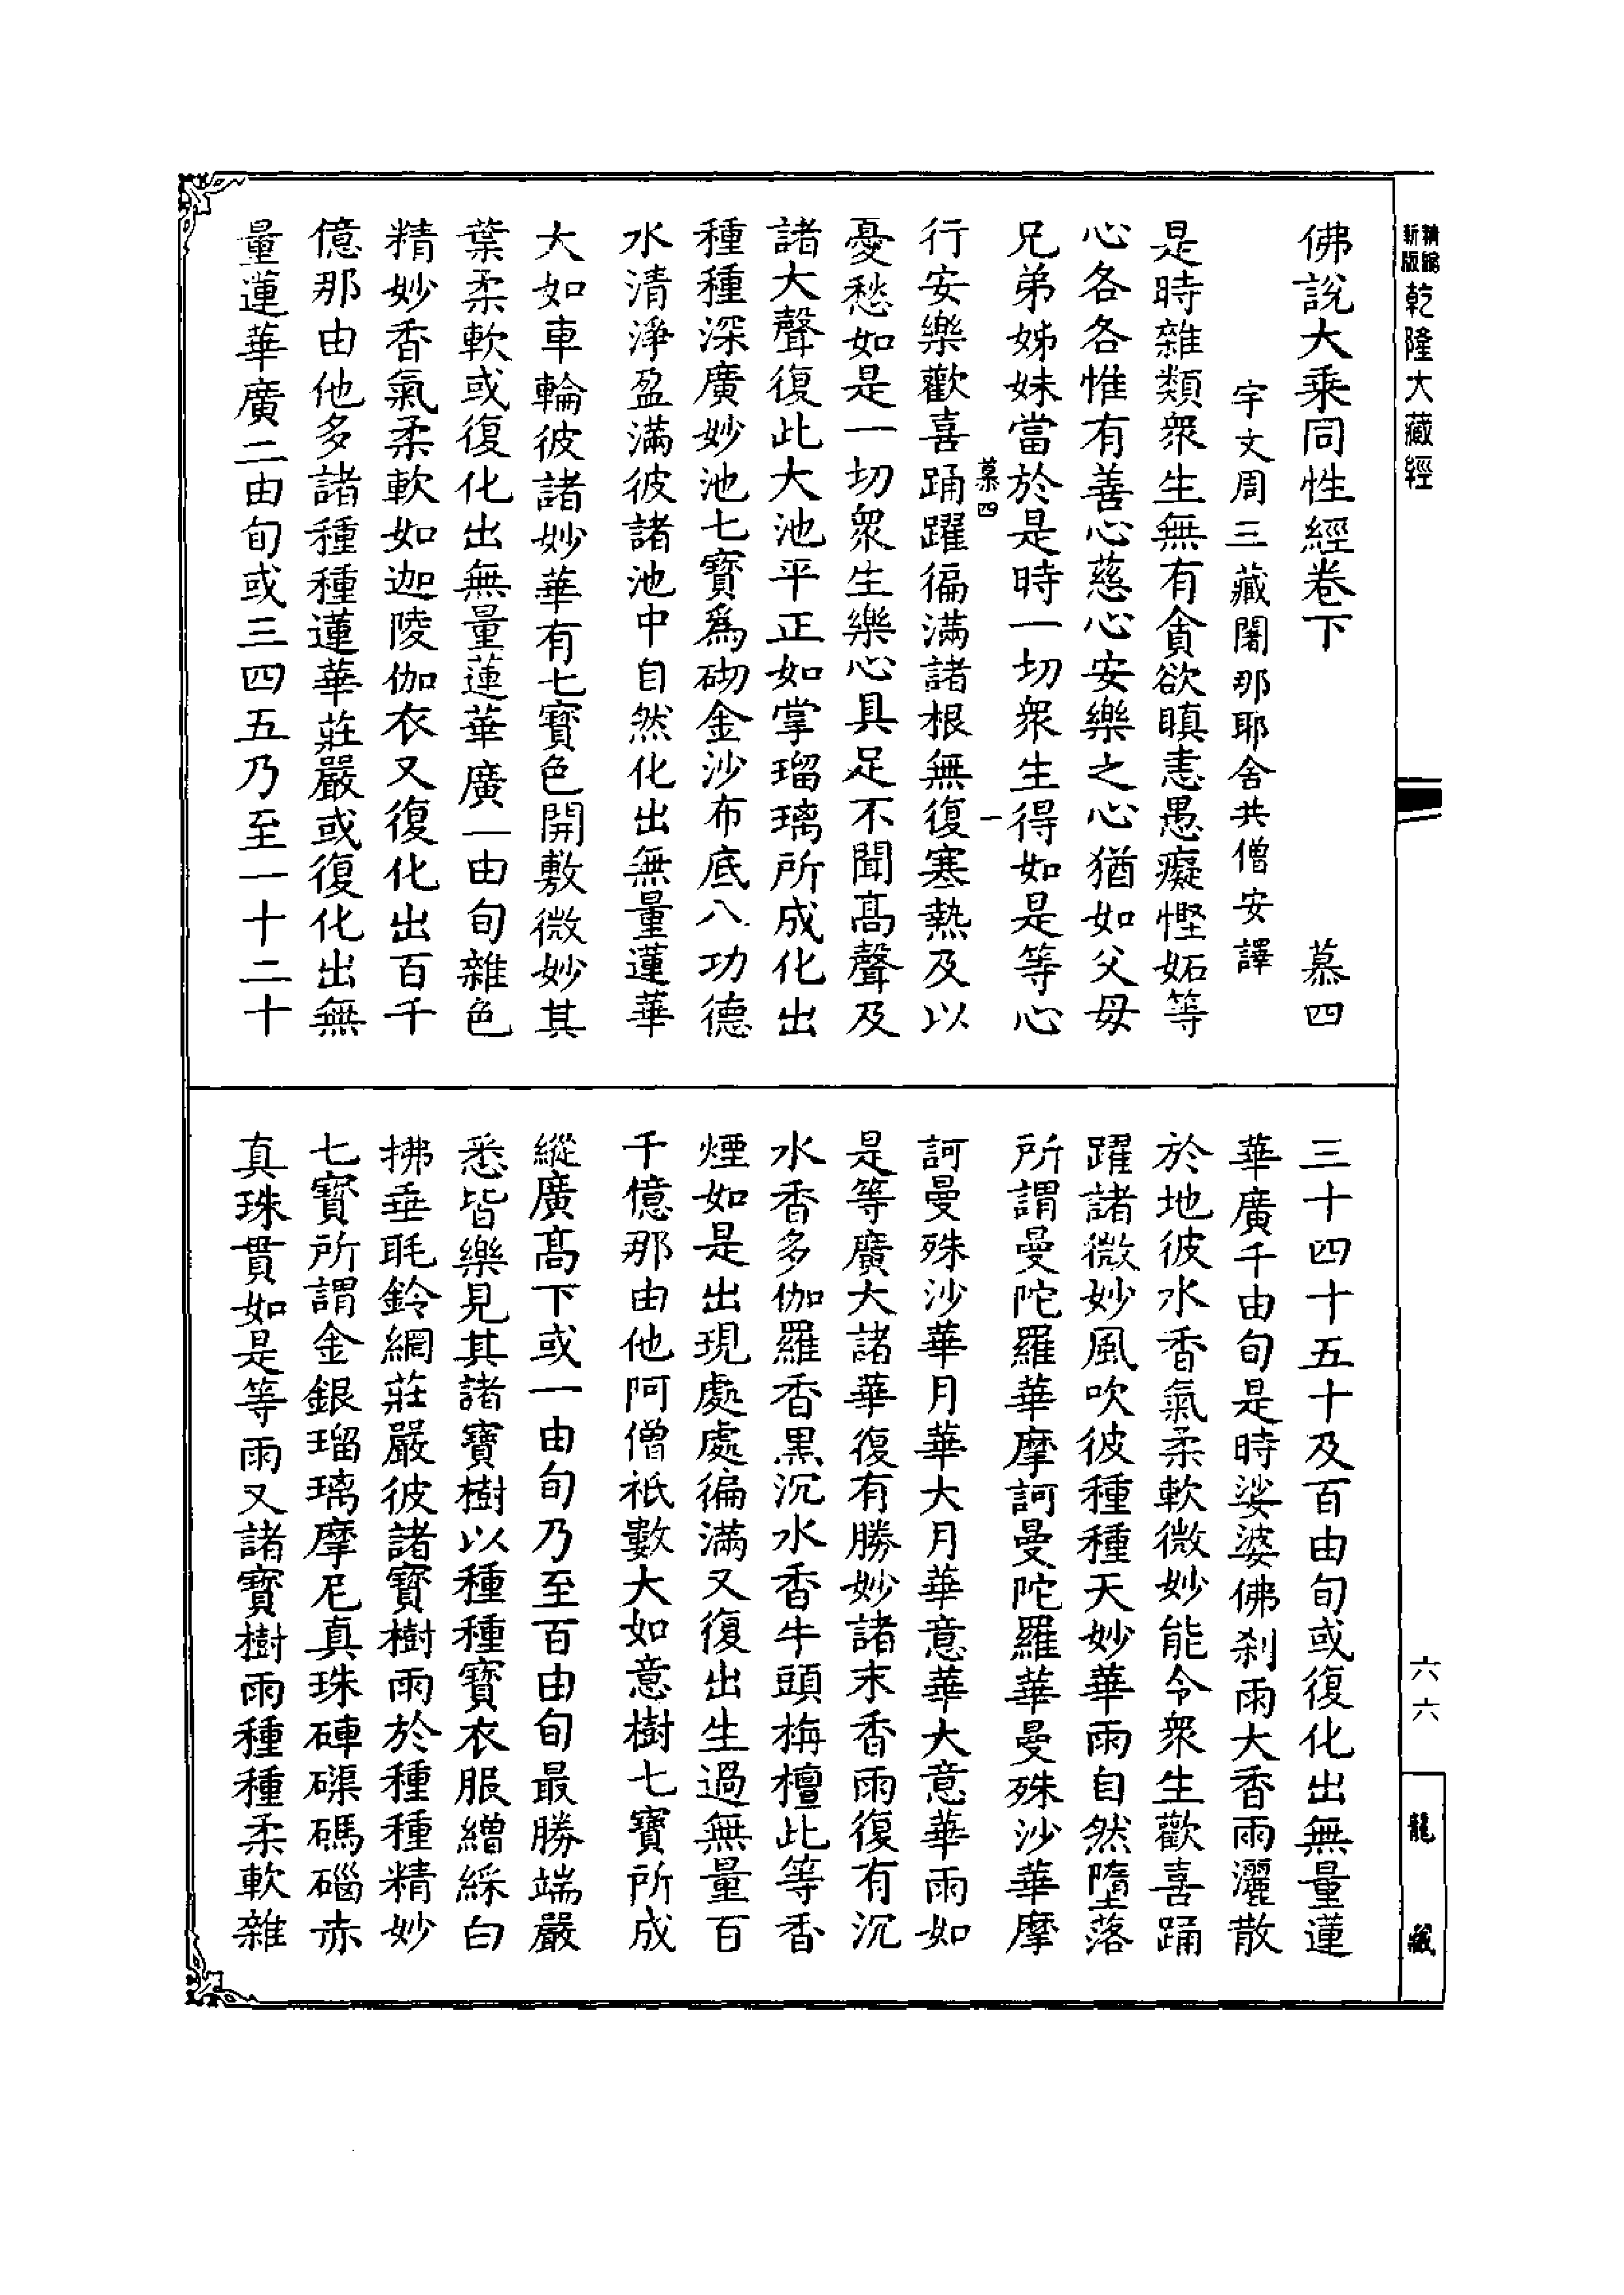 新版
精縮
乾隆大藏經
佛說大乘同性經卷下 慕四
宇文周三藏闍那耶舍共僧安譯
是時雜類衆生無有貪欲瞋恚愚癡慳妬等
心各各惟有善心慈心安樂之心猶如父母
兄弟姊妹當於是時一切衆生得如是等心
慕四 一
行安樂歡喜踊躍徧滿諸根無復寒熱及以
憂愁如是一切衆生樂心具足不聞高聲及
諸大聲復此大池平正如掌瑠璃所成化出
種種深廣妙池七寶爲砌金沙布底八功德
水清淨盈滿彼諸池中自然化出無量蓮華
大如車輪彼諸妙華有七寶色開敷微妙其
葉柔軟或復化出無量蓮華廣一由旬雜色
精妙香氣柔軟如迦陵伽衣又復化出百千
億那由他多諸種種蓮華莊嚴或復化出無
量蓮華廣二由旬或三四五乃至一十二十
三十四十五十及百由旬或復化出無量蓮
華廣千由旬是時娑婆佛刹雨大香雨灑散
於地彼水香氣柔軟微妙能令衆生歡喜踊
躍諸微妙風吹彼種種天妙華雨自然墮落
所謂曼陀羅華摩訶曼陀羅華曼殊沙華摩
訶曼殊沙華月華大月華意華大意華雨如
是等廣大諸華復有勝妙諸末香雨復有沉
水香多伽羅香黑沉水香牛頭栴檀此等香
煙如是出現處處徧滿又復出生過無量百
千億那由他阿僧祇數大如意樹七寶所成
縱廣高下或一由旬乃至百由旬最勝端嚴
悉皆樂見其諸寶樹以種種寶衣服繒綵白
拂垂毦鈴網莊嚴彼諸寶樹雨於種種精妙
七寶所謂金銀瑠璃摩尼真珠硨磲碼碯赤
真珠貫如是等雨又諸寶樹雨種種柔軟雜
六六
龍藏